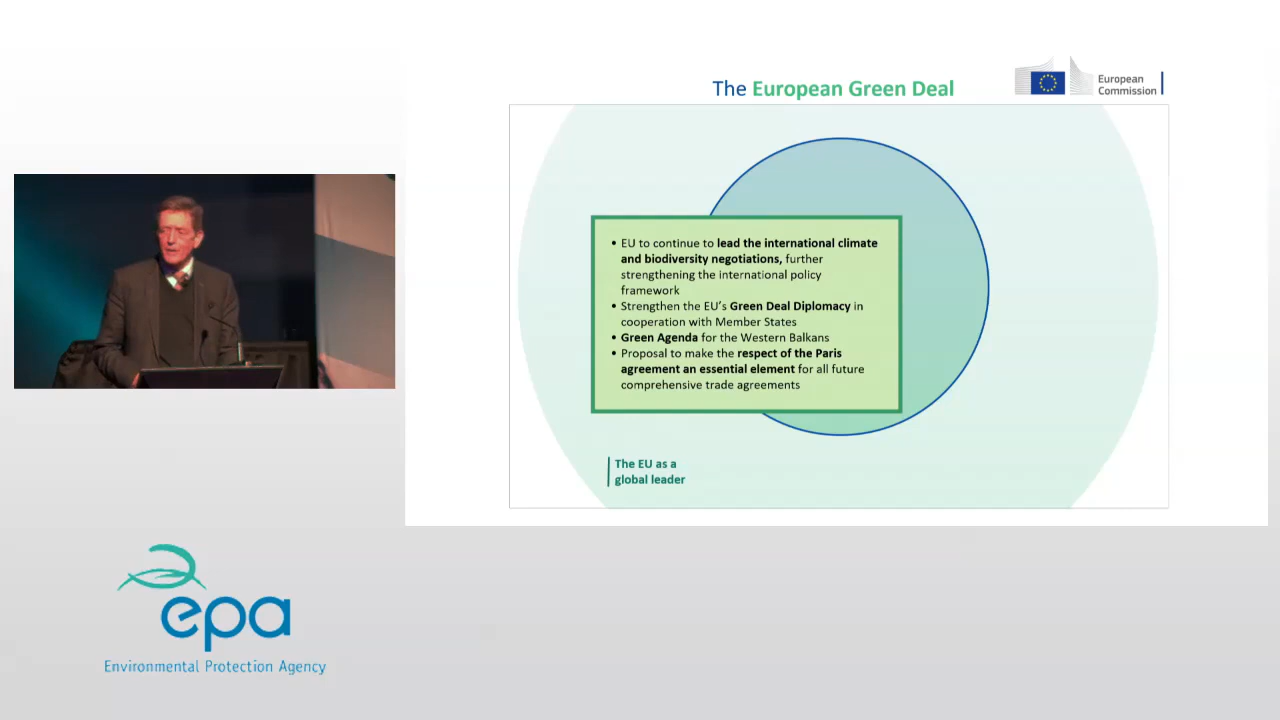 The European Green Deal
European
Commission
• EU to continue to lead the international climate
and biodiversity negotiations, further
strengthening the international policy
framework
• Strengthen the EU's Green Deal Diplomacy in
cooperation with Member States
• Green Agenda for the Western Balkans
• Proposal to make the respect of the Paris
agreement an essential element for all future
comprehensive trade agreements
The EU as a
global leader
epa
Environmental Protection Agency